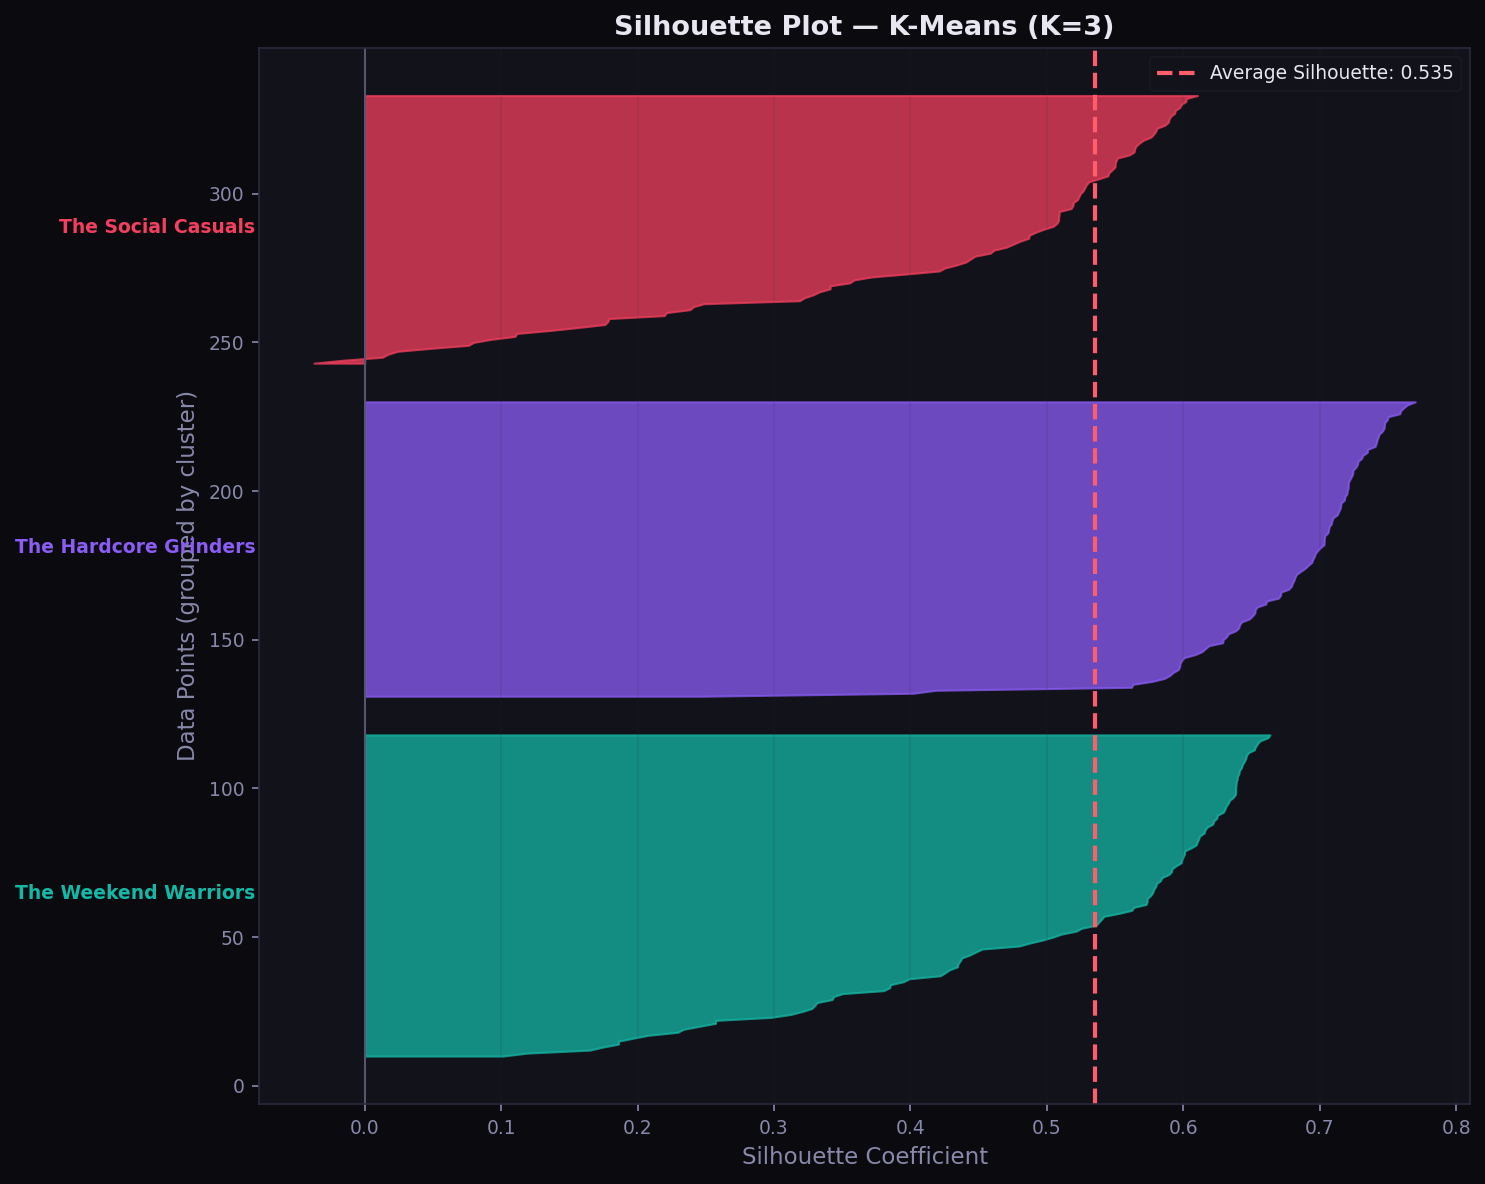 Silhouette Plot — K-Means (K=3)
Average Silhouette: 0.535
300
The Social Casuals
250
200
The Hardcore Grinders
Data Points (grouped by cluster)
150
100
The Weekend Warriors
50
0
0.0 0.1 0.2 0.3 0.4 0.5 0.6 0.7 0.8
Silhouette Coefficient